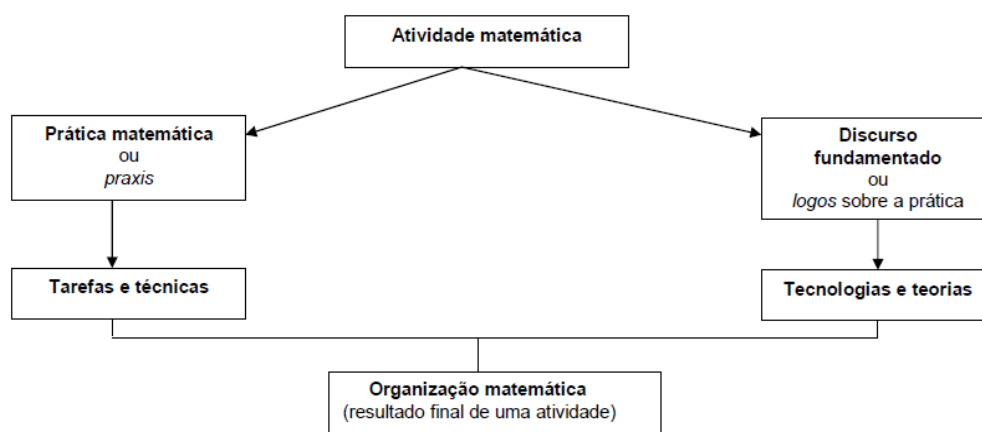 Atividade matemática
Prática matemática
ou
praxis
Discurso
fundamentado
ou
logos sobre a prática
Tarefas e técnicas
Tecnologias e teorias
Organização matemática
(resultado final de uma atividade)